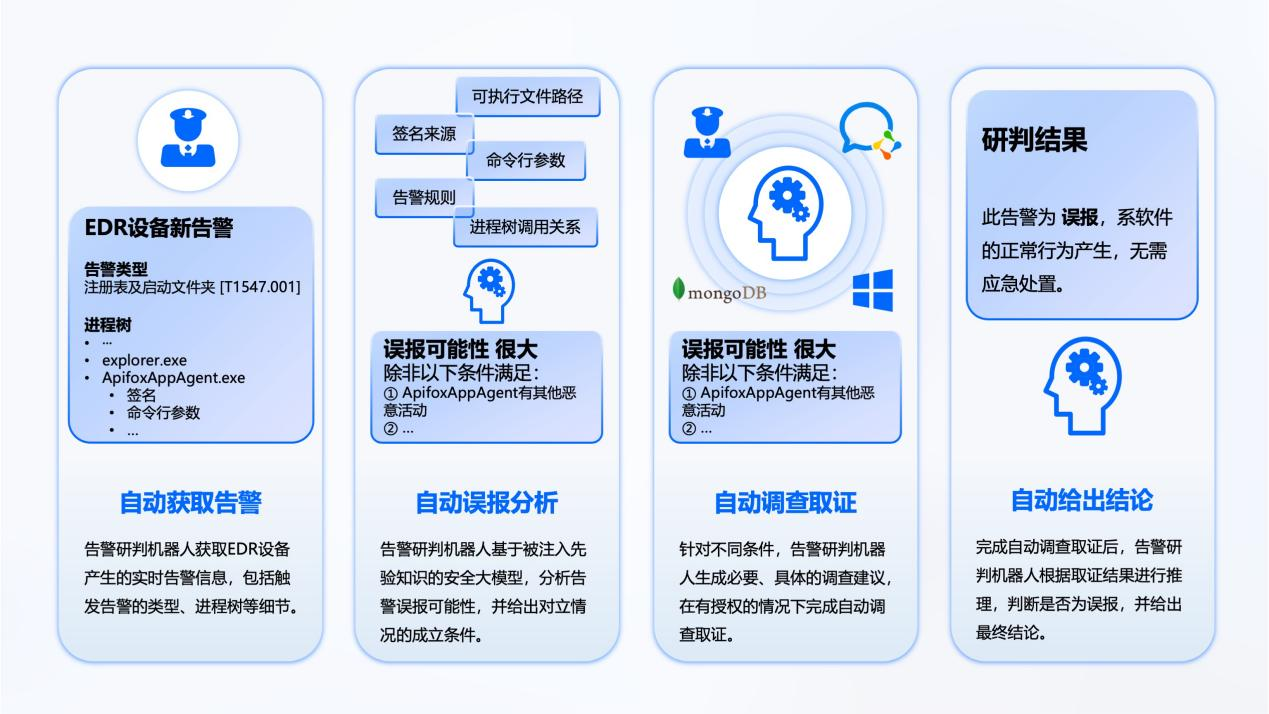 EDR设备新告警
告警类型
注册表及启动文件夹 [T1547.001]
进程树
• ...
• explorer.exe
• ApifoxAppAgent.exe
• 签名
• 命令行参数
• ...
自动获取告警
告警研判机器人获取EDR设备
产生的实时告警信息，包括触
发告警的类型、进程树等细节。
可执行文件路径
签名来源
命令行参数
告警规则
进程树调用关系
误报可能性 很大
除非以下条件满足：
① ApifoxAppAgent有其他恶
意活动
② ...
自动误报分析
告警研判机器人基于被注入先
验知识的安全大模型，分析告
警误报可能性，并给出对立情
况的成立条件。
mongoDB
误报可能性 很大
除非以下条件满足：
① ApifoxAppAgent有其他恶
意活动
② ...
自动调查取证
针对不同条件，告警研判机器
人生成必要、具体的调查建议，
在有授权的情况下完成自动调
查取证。
研判结果
此告警为 误报，系软件
的正常行为产生，无需
应急处置。
自动给出结论
完成自动调查取证后，告警研
判机器人根据取证结果进行推
理，判断是否为误报，并给出
最终结论。